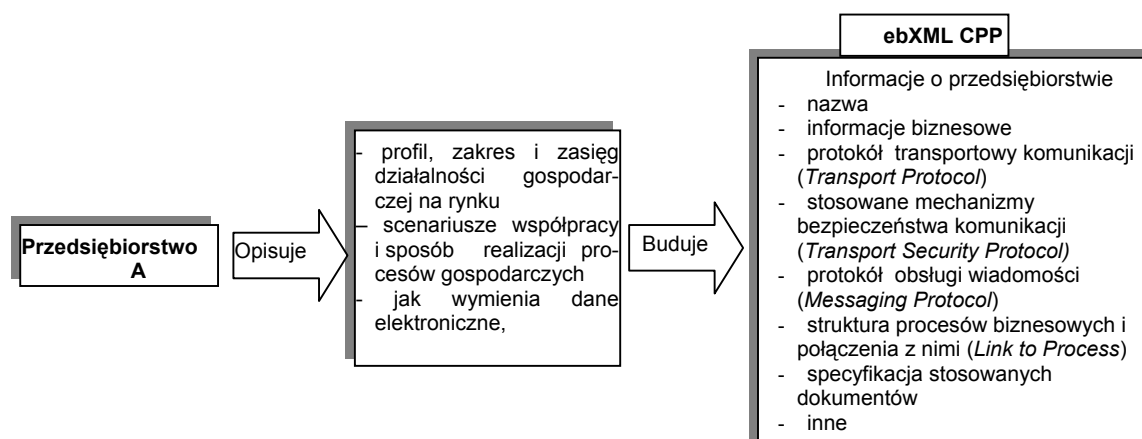 Przedsiębiorstwo
A
Opisuje
- profil, zakres i zasięg
działalności gospodar-
czej na rynku
- scenariusze współpracy
i sposób realizacji pro-
cesów gospodarczych
- jak wymienia dane
elektroniczne,
Buduje
ebXML CPP
Informacje o przedsiębiorstwie
- nazwa
- informacje biznesowe
- protokół transportowy komunikacji
(Transport Protocol)
- stosowane mechanizmy
bezpieczeństwa komunikacji
(Transport Security Protocol)
- protokół obsługi wiadomości
(Messaging Protocol)
- struktura procesów biznesowych i
połączenia z nimi (Link to Process)
- specyfikacja stosowanych
dokumentów
- inne